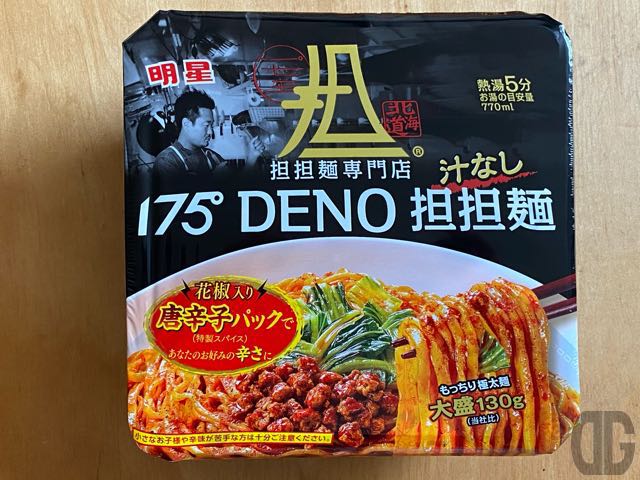 明星
担
北海道
熱湯5分
お湯の目安量
770ml
®
担担麺専門店
汁なし
175° DENO 担担麺
花椒入り
唐辛子パックで
(特製スパイス)
あなたのお好みの辛さに
もっちり極太麺
大盛130g
(当社比)
小さなお子様や辛味が苦手な方は十分ご注意ください。
DG